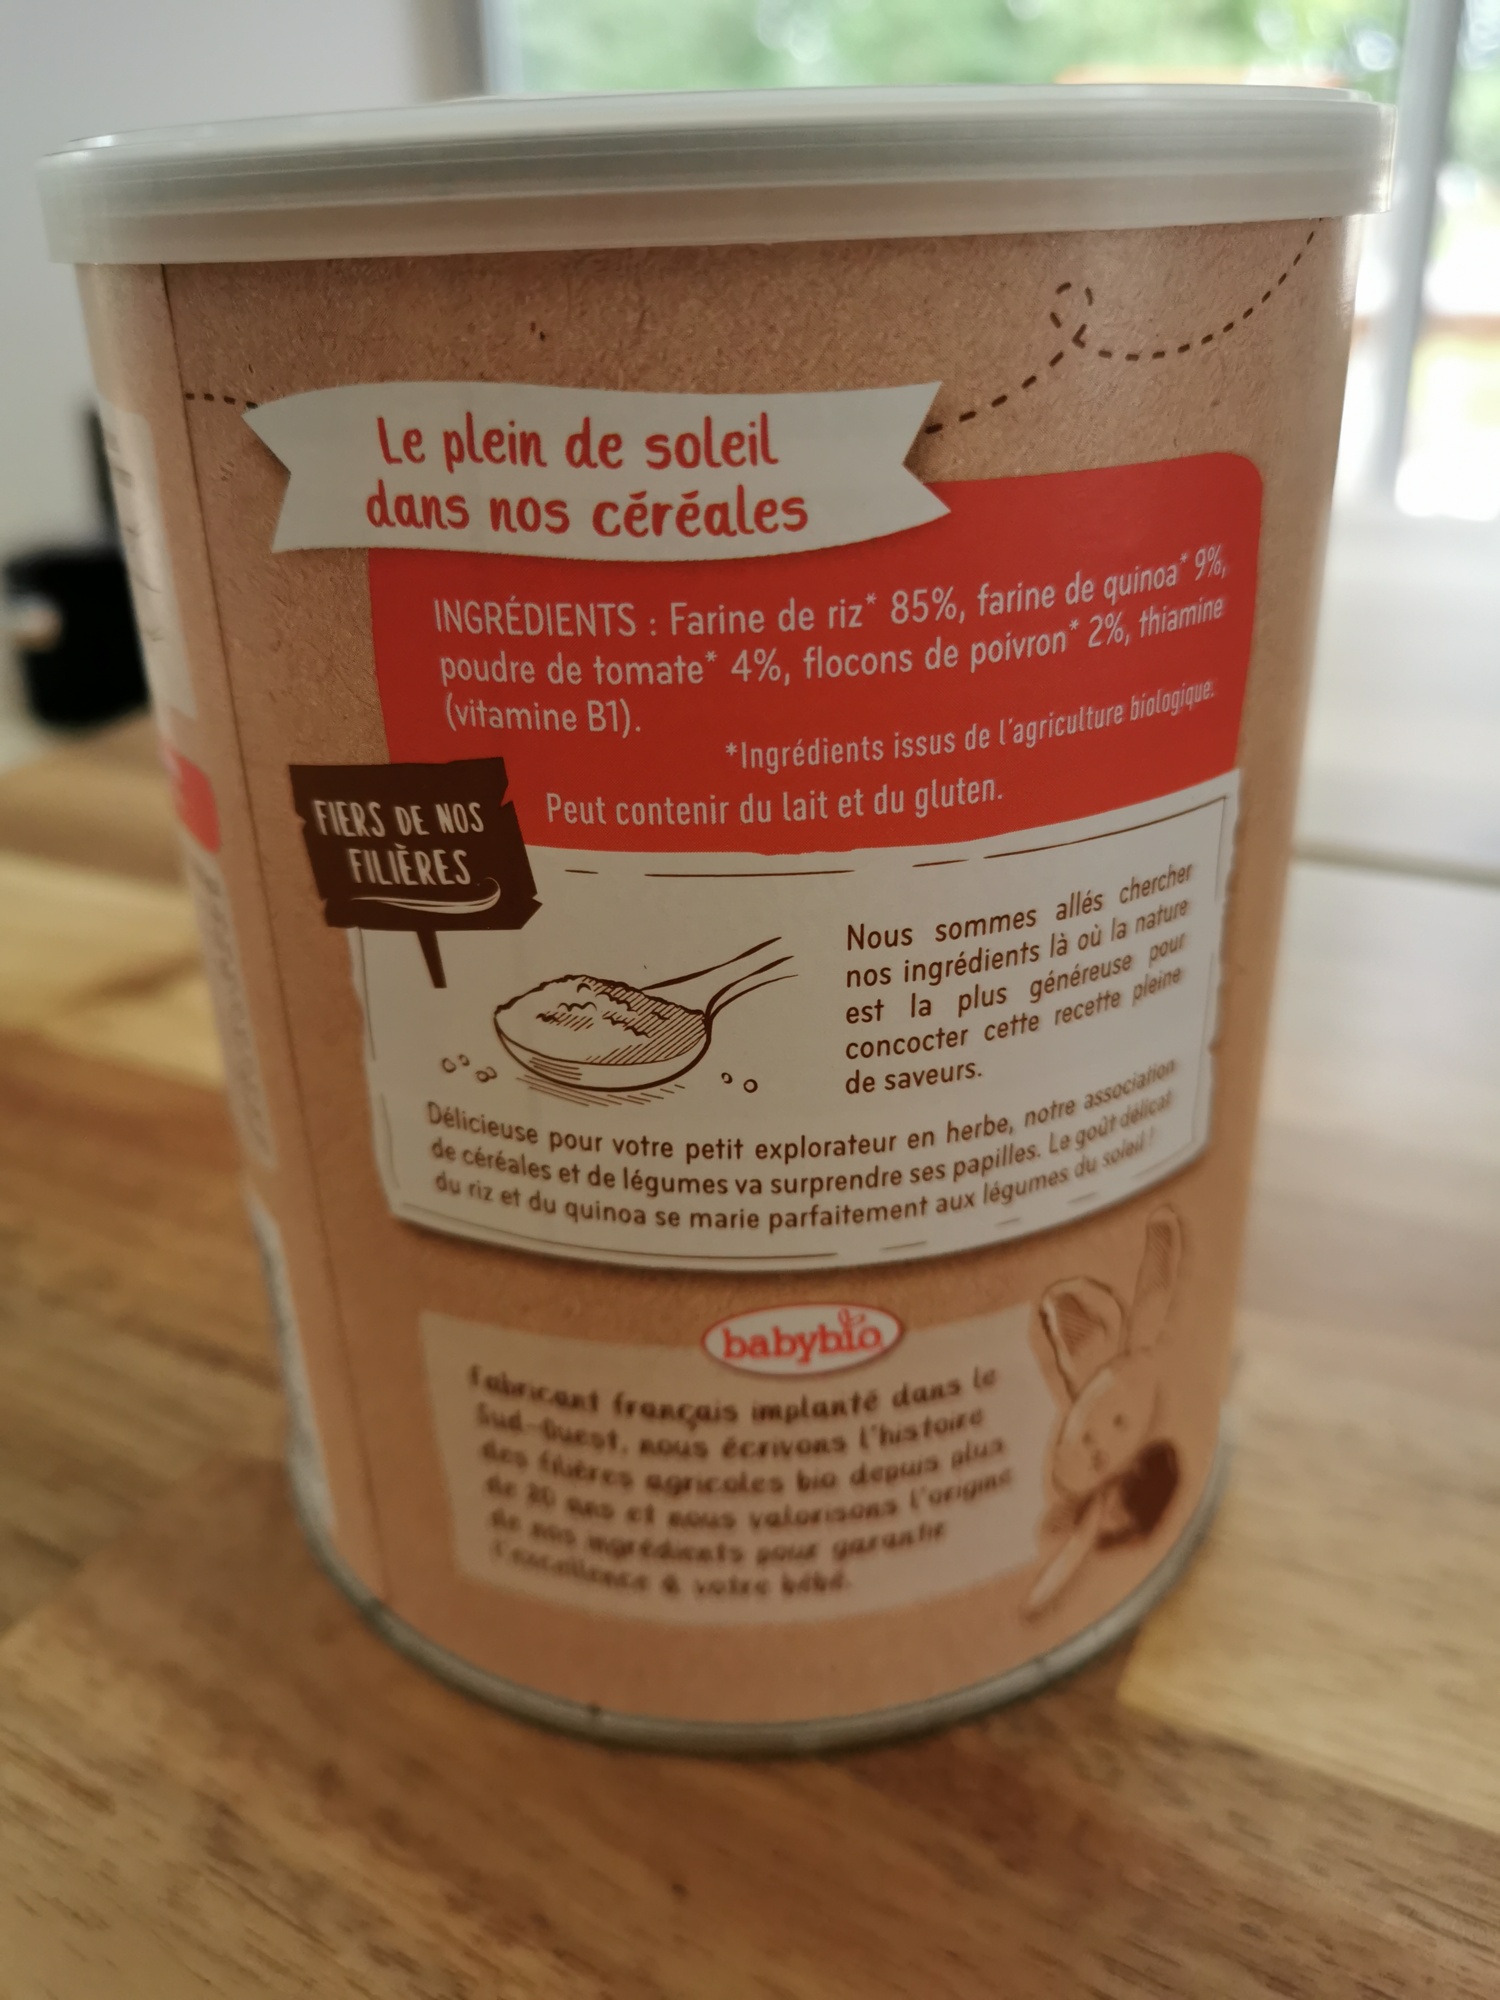 Le plein de soleil
dans nos céréales
INGRÉDIENTS : Farine de riz* 85%, farine de quinoa* 9%,
poudre de tomate* 4%, flocons de poivron* 2%, thiamine
(vitamine B1).
*Ingrédients issus de l'agriculture biologique.
Peut contenir du lait et du gluten.
FIERS DE NOS
FILIÈRES
Nous sommes allés chercher
nos ingrédients là où la nature
est la plus généreuse pour
concocter cette recette pleine
de saveurs.
Délicieuse pour votre petit explorateur en herbe, notre association
de céréales et de légumes va surprendre ses papilles. Le goût délicat
du riz et du quinoa se marie parfaitement aux légumes du soleil !
babybio
Fabricant français implanté dans le
Sud-Ouest, nous écrivons l'histoire
des filières agricoles bio depuis plus
de 20 ans et nous valorisons l'origine
de nos ingrédients pour garantir
l'excellence à votre bébé.